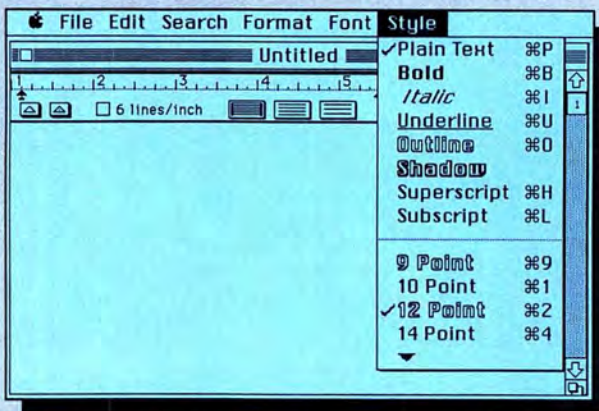 File Edit Search Format Font Style
Untitled
1 2 3 4 5
6 lines/inch
1
✓Plain Text ⌘P
Bold ⌘B
Italic ⌘I
Underline ⌘U
Outline ⌘O
Shadow
Superscript ⌘H
Subscript ⌘L
9 Point ⌘9
10 Point ⌘1
✓12 Point ⌘2
14 Point ⌘4